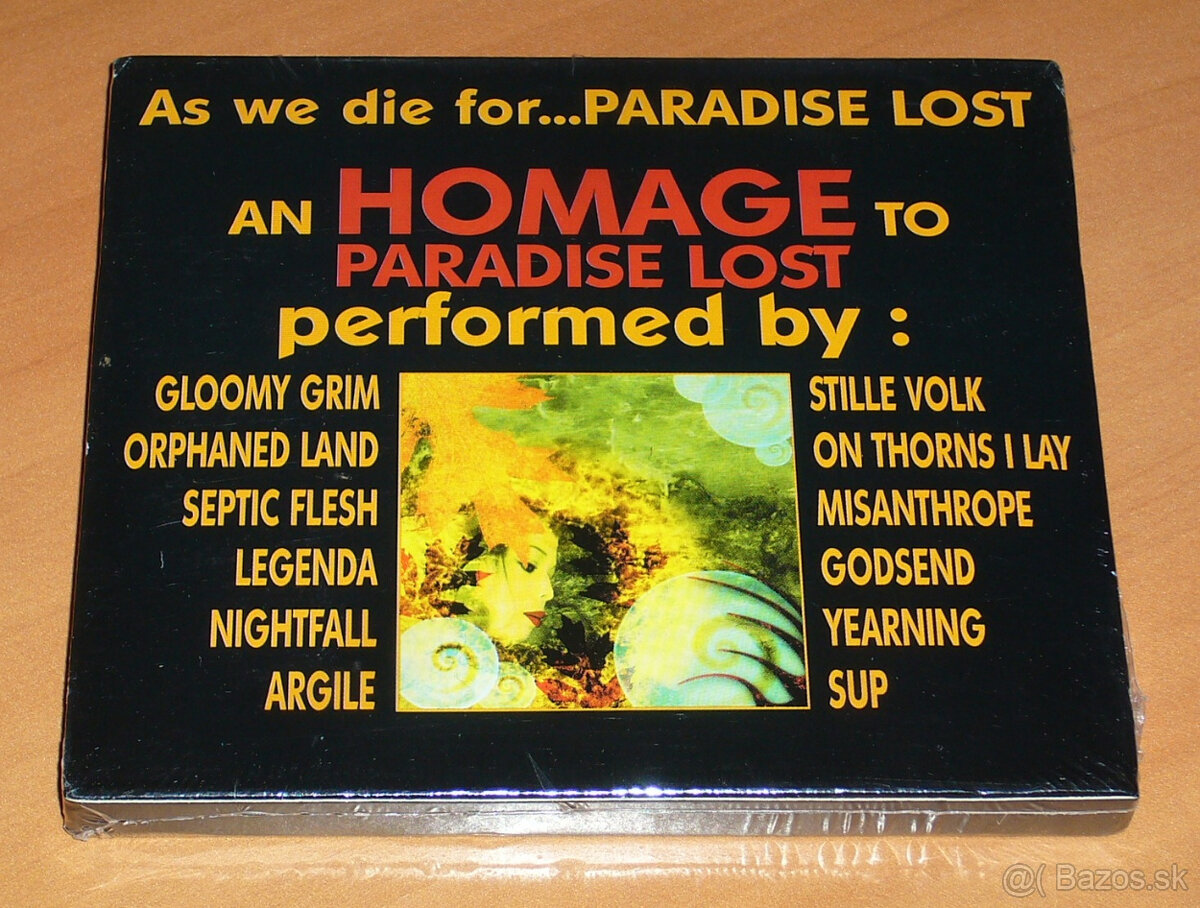 As we die for...PARADISE LOST
AN HOMAGE TO
PARADISE LOST
performed by :
GLOOMY GRIM
ORPHANED LAND
SEPTIC FLESH
LEGENDA
NIGHTFALL
ARGILE
STILLE VOLK
ON THORNS I LAY
MISANTHROPE
GODSEND
YEARNING
SUP
@( Bazos.sk